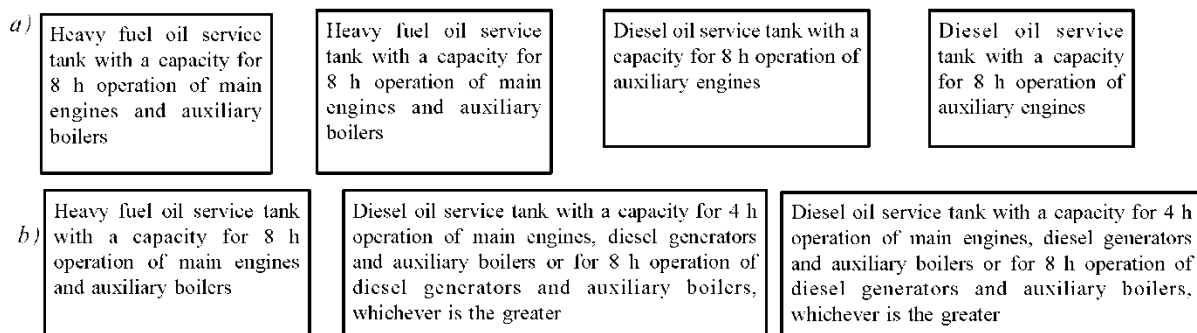 a)
Heavy fuel oil service
tank with a capacity for
8 h operation of main
engines and auxiliary
boilers
Heavy fuel oil service
tank with a capacity for
8 h operation of main
engines and auxiliary
boilers
Diesel oil service tank with a
capacity for 8 h operation of
auxiliary engines
Diesel oil service
tank with a capacity
for 8 h operation of
auxiliary engines
b)
Heavy fuel oil service tank
with a capacity for 8 h
operation of main engines
and auxiliary boilers
Diesel oil service tank with a capacity for 4 h
operation of main engines, diesel generators
and auxiliary boilers or for 8 h operation of
diesel generators and auxiliary boilers,
whichever is the greater
Diesel oil service tank with a capacity for 4 h
operation of main engines, diesel generators
and auxiliary boilers or for 8 h operation of
diesel generators and auxiliary boilers,
whichever is the greater